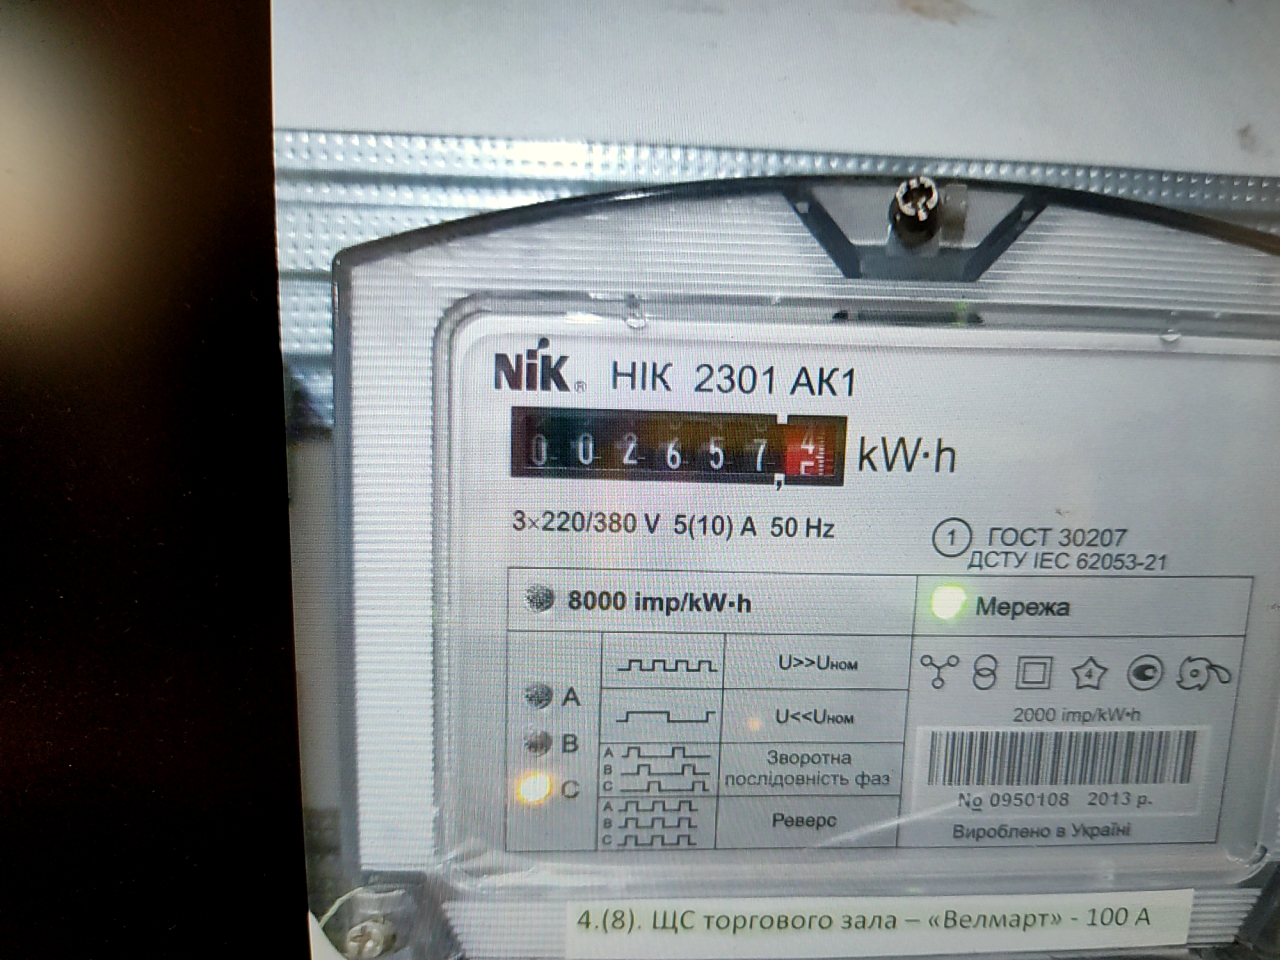 NiK® НІК 2301 АК1
0 0 2 6 5 7, 4 kW·h
3×220/380 V 5(10) A 50 Hz
1 ГОСТ 30207
ДСТУ IEC 62053-21
8000 imp/kW·h
Мережа
U>>Uном
A
U<<Uном
4
2000 imp/kW·h
B
A
B
C
Зворотна
послідовність фаз
C
No 0950108 2013 р.
A
B
C
Реверс
Вироблено в Україні
4.(8). ЩС торгового зала – «Велмарт» - 100 А